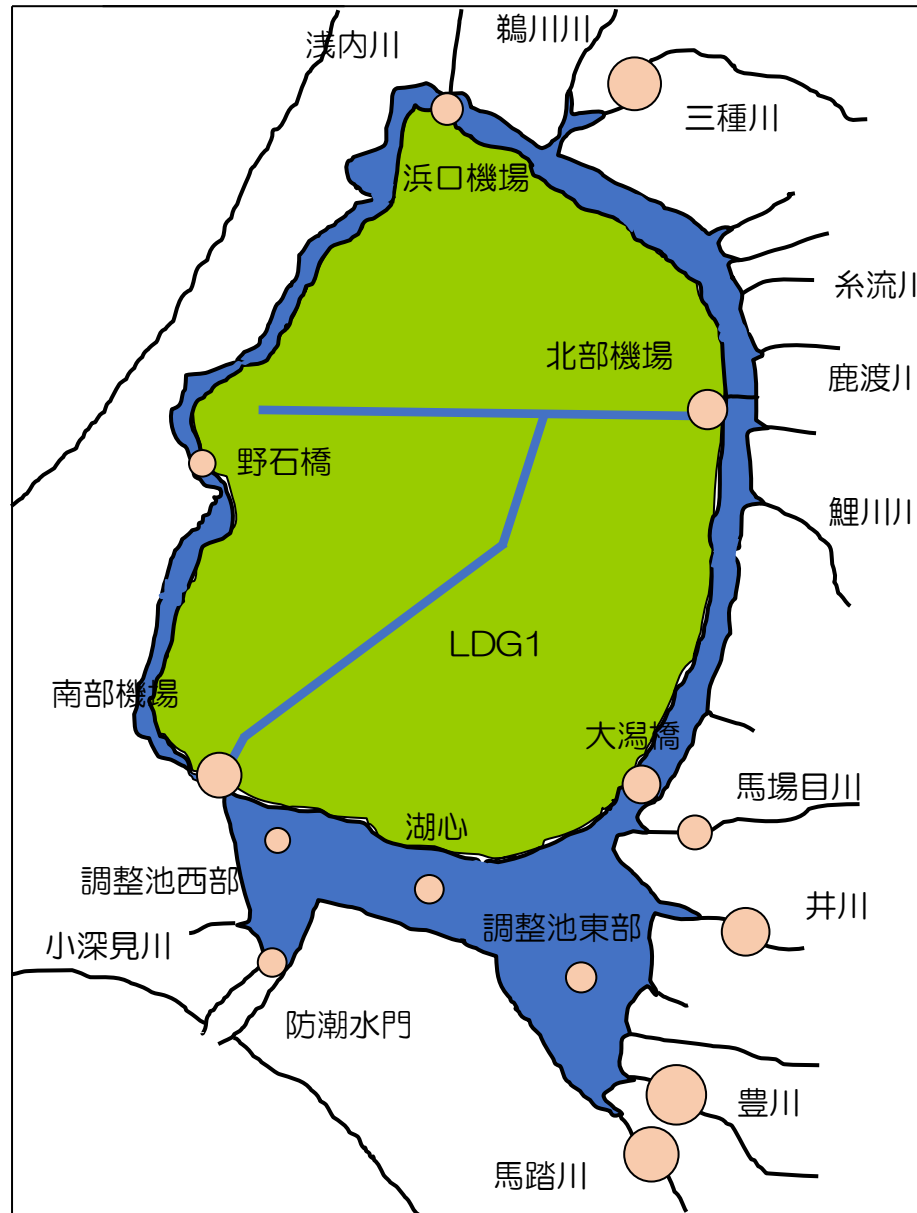 鵜川川
浅内川
三種川
浜口機場
糸流川
北部機場
鹿渡川
野石橋
鯉川川
LDG1
南部機場
大潟橋
馬場目川
湖心
調整池西部
井川
調整池東部
小深見川
防潮水門
豊川
馬踏川